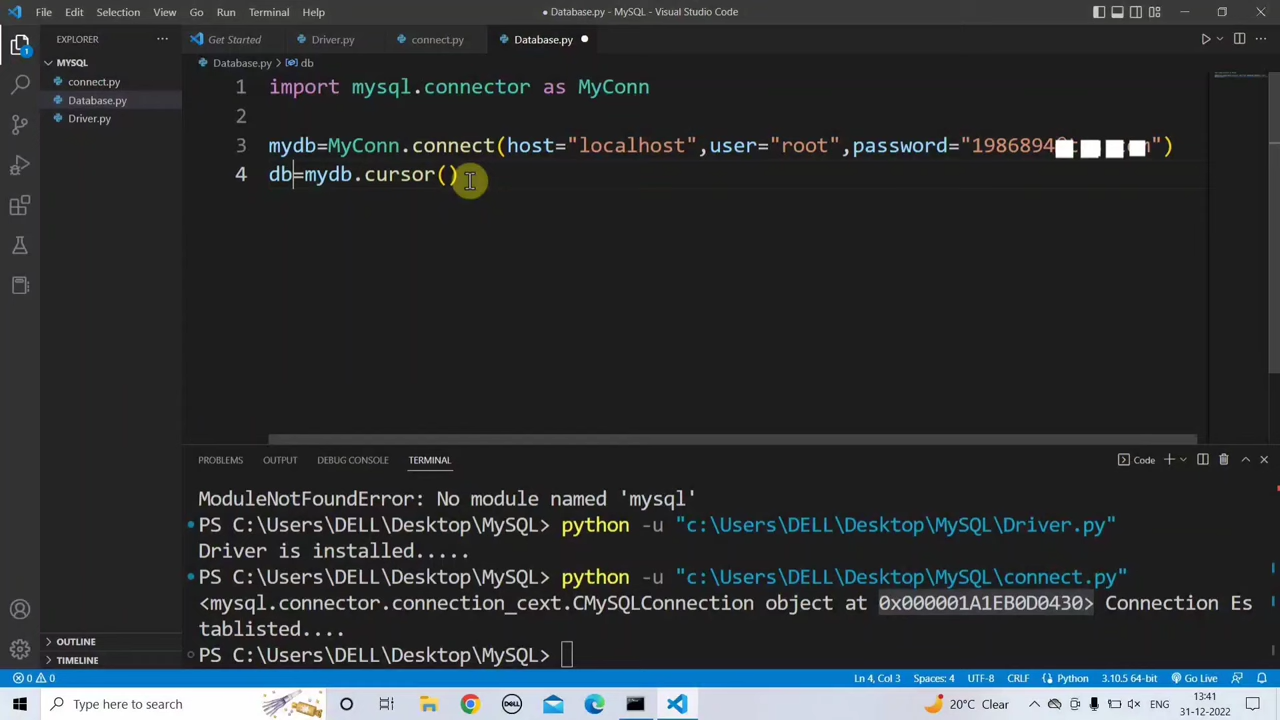 File Edit Selection View Go Run Terminal Help
● Database.py - MySQL - Visual Studio Code
EXPLORER
Get Started
Driver.py
connect.py
Database.py
MYSQL
Database.py > db
connect.py
Database.py
Driver.py
1 import mysql.connector as MyConn
2
3 mydb=MyConn.connect(host="localhost",user="root",password="1986894
4 db=mydb.cursor()
PROBLEMS OUTPUT DEBUG CONSOLE TERMINAL
Code
ModuleNotFoundError: No module named 'mysql'
PS C:\Users\DELL\Desktop\MySQL> python -u "c:\Users\DELL\Desktop\MySQL\Driver.py"
Driver is installed.....
PS C:\Users\DELL\Desktop\MySQL> python -u "c:\Users\DELL\Desktop\MySQL\connect.py"
<mysql.connector.connection_cext.CMySQLConnection object at 0x000001A1EB0D0430> Connection Es
tablisted....
PS C:\Users\DELL\Desktop\MySQL>
OUTLINE
TIMELINE
0 0
Ln 4, Col 3 Spaces: 4 UTF-8 CRLF Python 3.10.5 64-bit Go Live
Type here to search
DELL
20°C Clear
ENG
13:41
31-12-2022